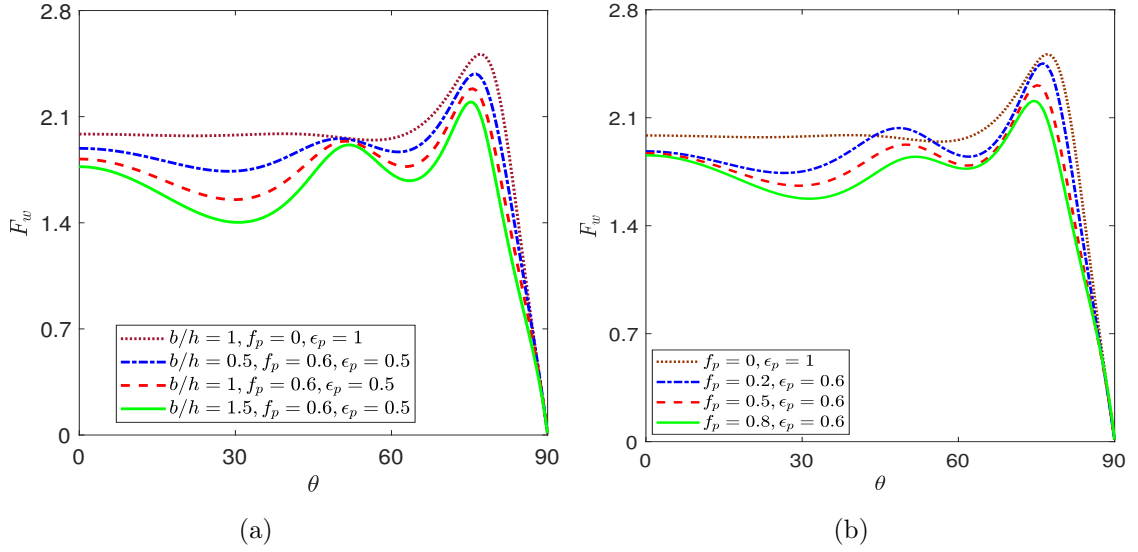 2.8
2.1
1.4
0.7
0
F_w
0
30
60
90
θ
b/h = 1, f_p = 0, ϵ_p = 1
b/h = 0.5, f_p = 0.6, ϵ_p = 0.5
b/h = 1, f_p = 0.6, ϵ_p = 0.5
b/h = 1.5, f_p = 0.6, ϵ_p = 0.5
(a)
2.8
2.1
1.4
0.7
0
F_w
0
30
60
90
θ
f_p = 0, ϵ_p = 1
f_p = 0.2, ϵ_p = 0.6
f_p = 0.5, ϵ_p = 0.6
f_p = 0.8, ϵ_p = 0.6
(b)